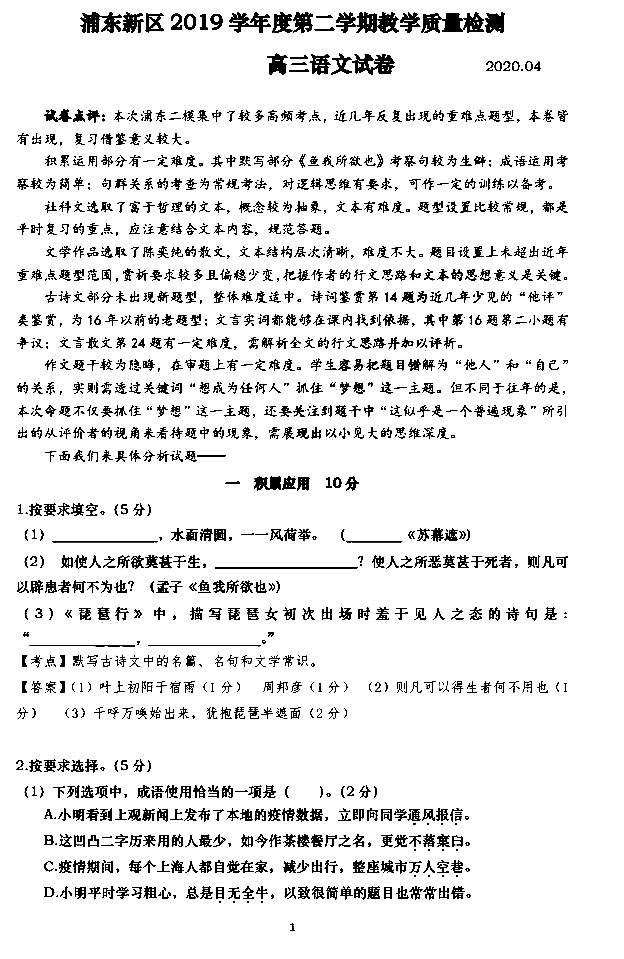 浦东新区 2019 学年度第二学期教学质量检测
高三语文试卷 2020.04
试卷点评：本次浦东二模集中了较多高频考点，近几年反复出现的重难点题型，本卷皆
有出现，复习借鉴意义较大。
积累运用部分有一定难度。其中默写部分《鱼我所欲也》考察句较为生僻；成语运用考
察较为简单；句群关系的考查为常规考法，对逻辑思维有要求，可作一定的训练以备考。
社科文选取了富于哲理的文本，概念较为抽象，文本有难度。题型设置比较常规，都是
平时复习的重点，应注意结合文本内容，规范答题。
文学作品选取了陈奕纯的散文，文本结构层次清晰，难度不大。题目设置上未超出近年
重难点题型范围，赏析要求较多且偏稳少变，把握作者的行文思路和文本的思想意义是关键。
古诗文部分未出现新题型，整体难度适中。诗词鉴赏第 14 题为近几年少见的“他评”
类鉴赏，为 16 年以前的老题型；文言实词都能够在课内找到依据，其中第 16 题第二小题有
争议；文言散文第 24 题有一定难度，需解析全文的行文思路并加以评析。
作文题干较为隐晦，在审题上有一定难度。学生容易把题目错解为“他人”和“自己”
的关系，实则需透过关键词“想成为任何人”抓住“梦想”这一主题。但不同于往年的是，
本次命题不仅要抓住“梦想”这一主题，还要关注到题干中“这似乎是一个普遍现象”所引
出的从评价者的视角来看待题中的现象，需展现出以小见大的思维深度。
下面我们来具体分析试题——
一 积累应用 10 分
1.按要求填空。（5 分）
（1）______________，水面清圆，一一风荷举。 （_______《苏幕遮》）
（2） 如使人之所欲莫甚于生，__________________？使人之所恶莫甚于死者，则凡可
以辟患者何不为也？（孟子《鱼我所欲也》）
（3）《琵琶行》中，描写琵琶女初次出场时羞于见人之态的诗句是：
“______________，______________。”
【考点】默写古诗文中的名篇、名句和文学常识。
【答案】（1）叶上初阳干宿雨（1 分） 周邦彦（1 分） （2）则凡可以得生者何不用也（1
分） （3）千呼万唤始出来，犹抱琵琶半遮面（2 分）
2.按要求选择。（5 分）
（1）下列选项中，成语使用恰当的一项是（ ）。（2 分）
A.小明看到上观新闻上发布了本地的疫情数据，立即向同学通风报信。
B.这凹凸二字历来用的人最少，如今作茶楼餐厅之名，更觉不落窠臼。
C.疫情期间，每个上海人都自觉在家，减少出行，整座城市万人空巷。
D.小明平时学习粗心，总是目无全牛，以致很简单的题目也常常出错。
1